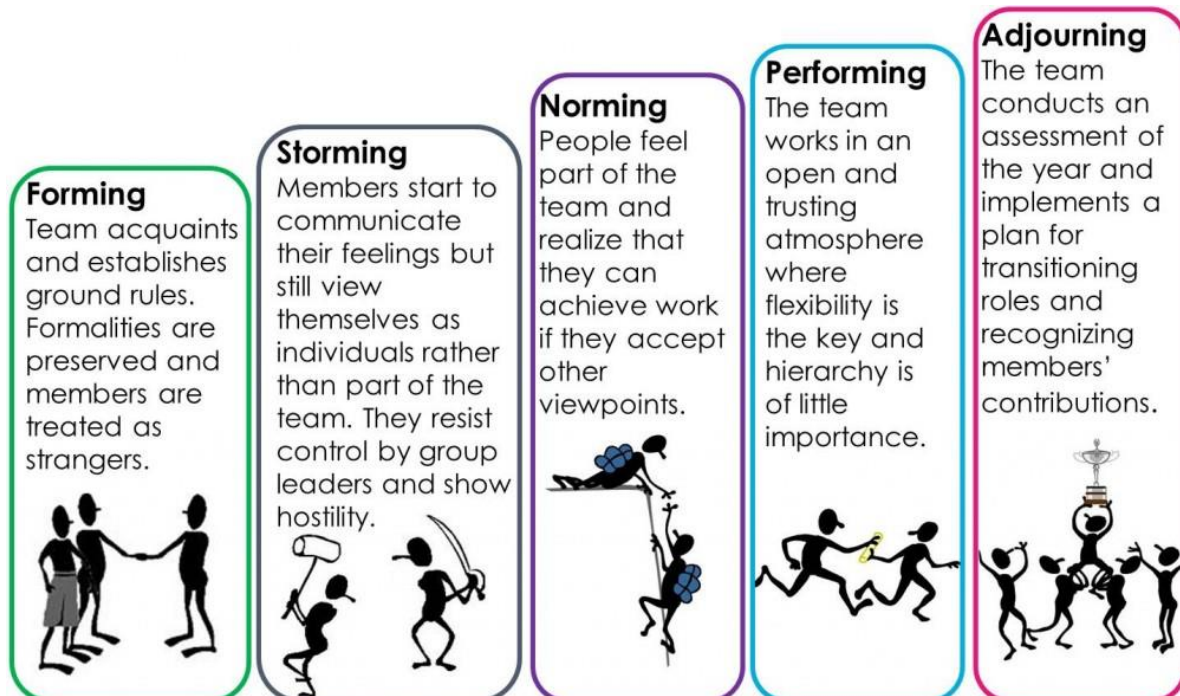 Forming
Team acquaints
and establishes
ground rules.
Formalities are
preserved and
members are
treated as
strangers.
Storming
Members start to
communicate
their feelings but
still view
themselves as
individuals rather
than part of the
team. They resist
control by group
leaders and show
hostility.
Norming
People feel
part of the
team and
realize that
they can
achieve work
if they accept
other
viewpoints.
Performing
The team
works in an
open and
trusting
atmosphere
where
flexibility is
the key and
hierarchy is
of little
importance.
Adjourning
The team
conducts an
assessment of
the year and
implements a
plan for
transitioning
roles and
recognizing
members’
contributions.